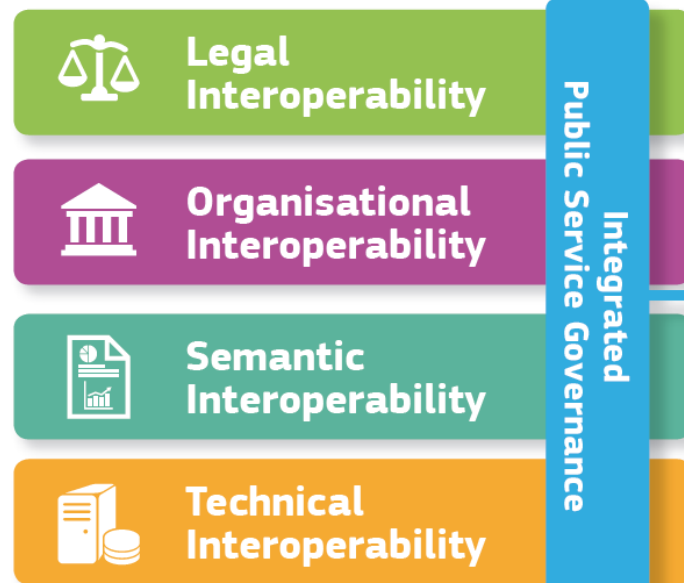 Legal
Interoperability
Organisational
Interoperability
Semantic
Interoperability
Technical
Interoperability
Integrated
Public Service Governance